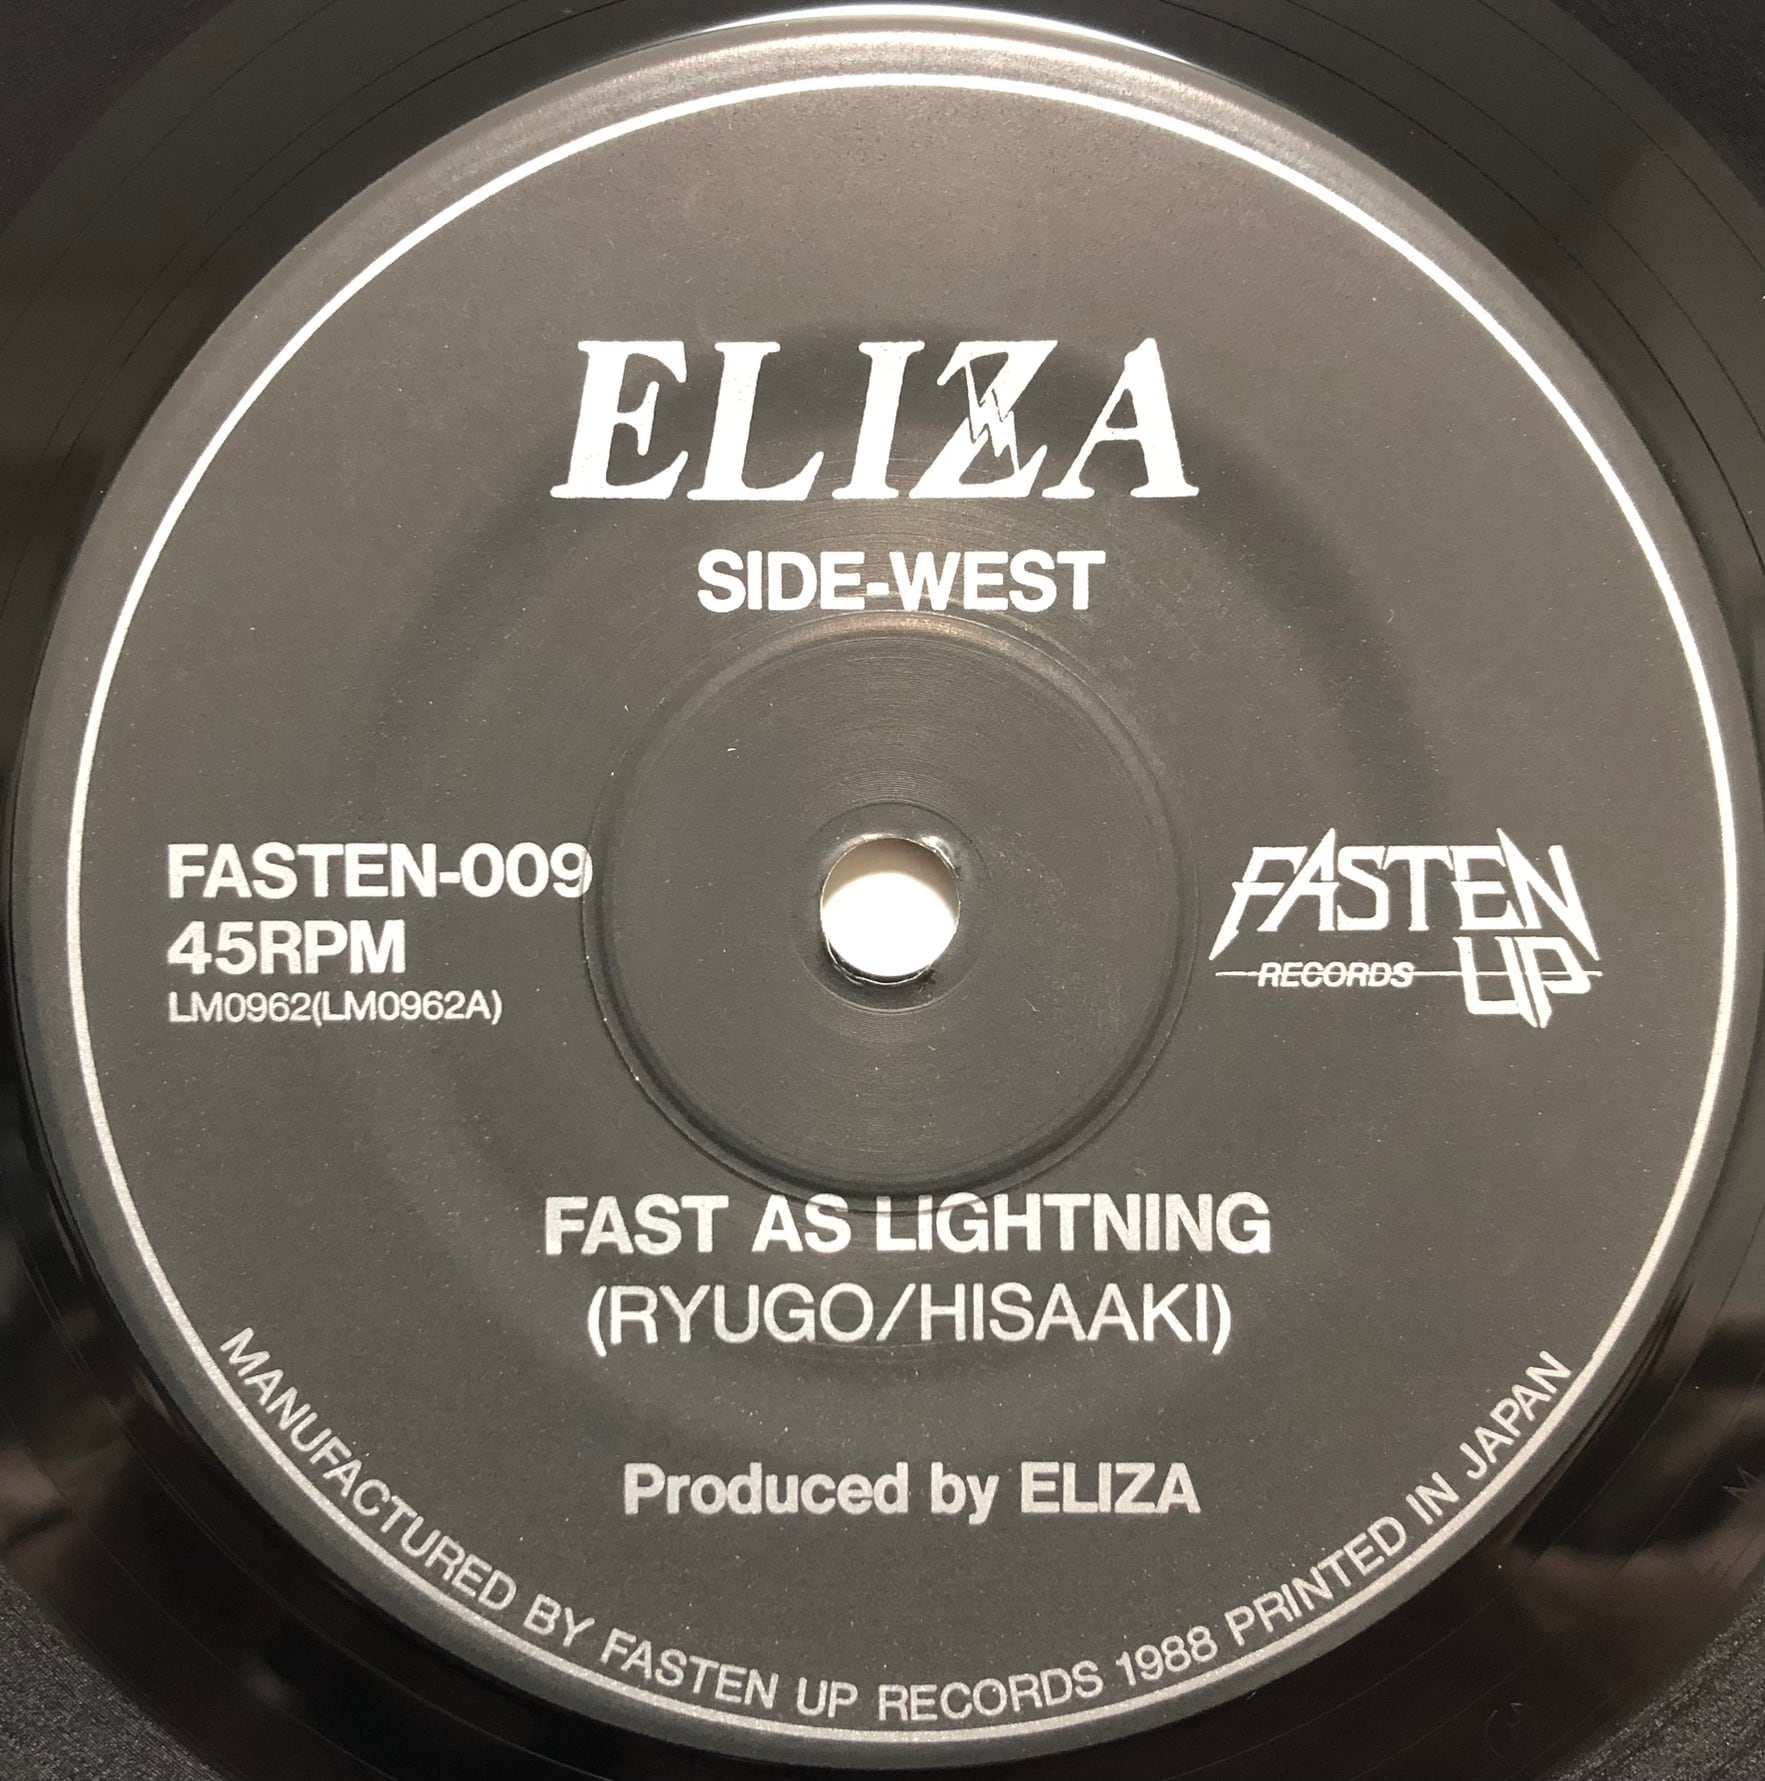 ELIZA
SIDE-WEST
FASTEN-009
45RPM
LM0962(LM0962A)
FASTEN
UP
RECORDS
FAST AS LIGHTNING
(RYUGO/HISAAKI)
Produced by ELIZA
MANUFACTURED BY FASTEN UP RECORDS 1988 PRINTED IN JAPAN